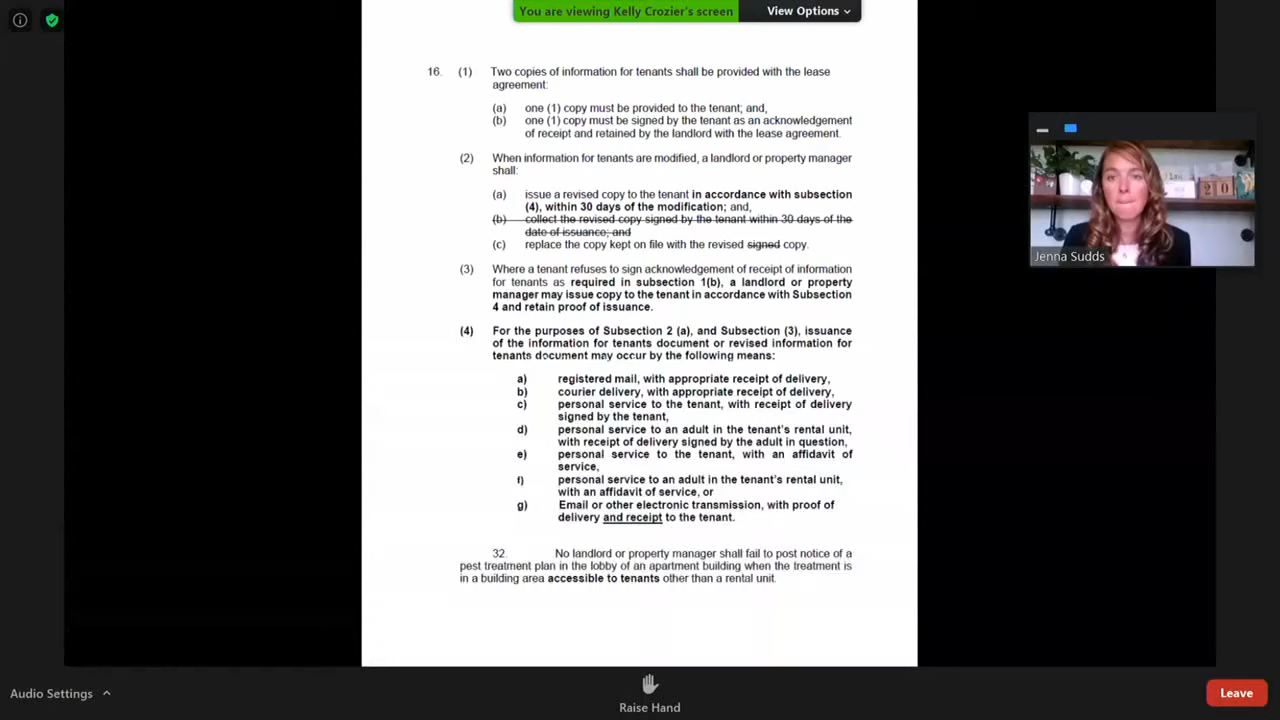 You are viewing Kelly Crozier's screen
View Options
16. (1) Two copies of information for tenants shall be provided with the lease
agreement:
(a) one (1) copy must be provided to the tenant; and,
(b) one (1) copy must be signed by the tenant as an acknowledgement
of receipt and retained by the landlord with the lease agreement.
(2) When information for tenants are modified, a landlord or property manager
shall:
(a) issue a revised copy to the tenant in accordance with subsection
(4), within 30 days of the modification; and,
(b) collect the revised copy signed by the tenant within 30 days of the
date of issuance; and
(c) replace the copy kept on file with the revised signed copy.
(3) Where a tenant refuses to sign acknowledgement of receipt of information
for tenants as required in subsection 1(b), a landlord or property
manager may issue copy to the tenant in accordance with Subsection
4 and retain proof of issuance.
(4) For the purposes of Subsection 2 (a), and Subsection (3), issuance
of the information for tenants document or revised information for
tenants document may occur by the following means:
a) registered mail, with appropriate receipt of delivery,
b) courier delivery, with appropriate receipt of delivery,
c) personal service to the tenant, with receipt of delivery
signed by the tenant,
d) personal service to an adult in the tenant's rental unit,
with receipt of delivery signed by the adult in question,
e) personal service to the tenant, with an affidavit of
service,
f) personal service to an adult in the tenant's rental unit,
with an affidavit of service, or
g) Email or other electronic transmission, with proof of
delivery and receipt to the tenant.
32. No landlord or property manager shall fail to post notice of a
pest treatment plan in the lobby of an apartment building when the treatment is
in a building area accessible to tenants other than a rental unit.
20
Jenna Sudds
Audio Settings
Raise Hand
Leave